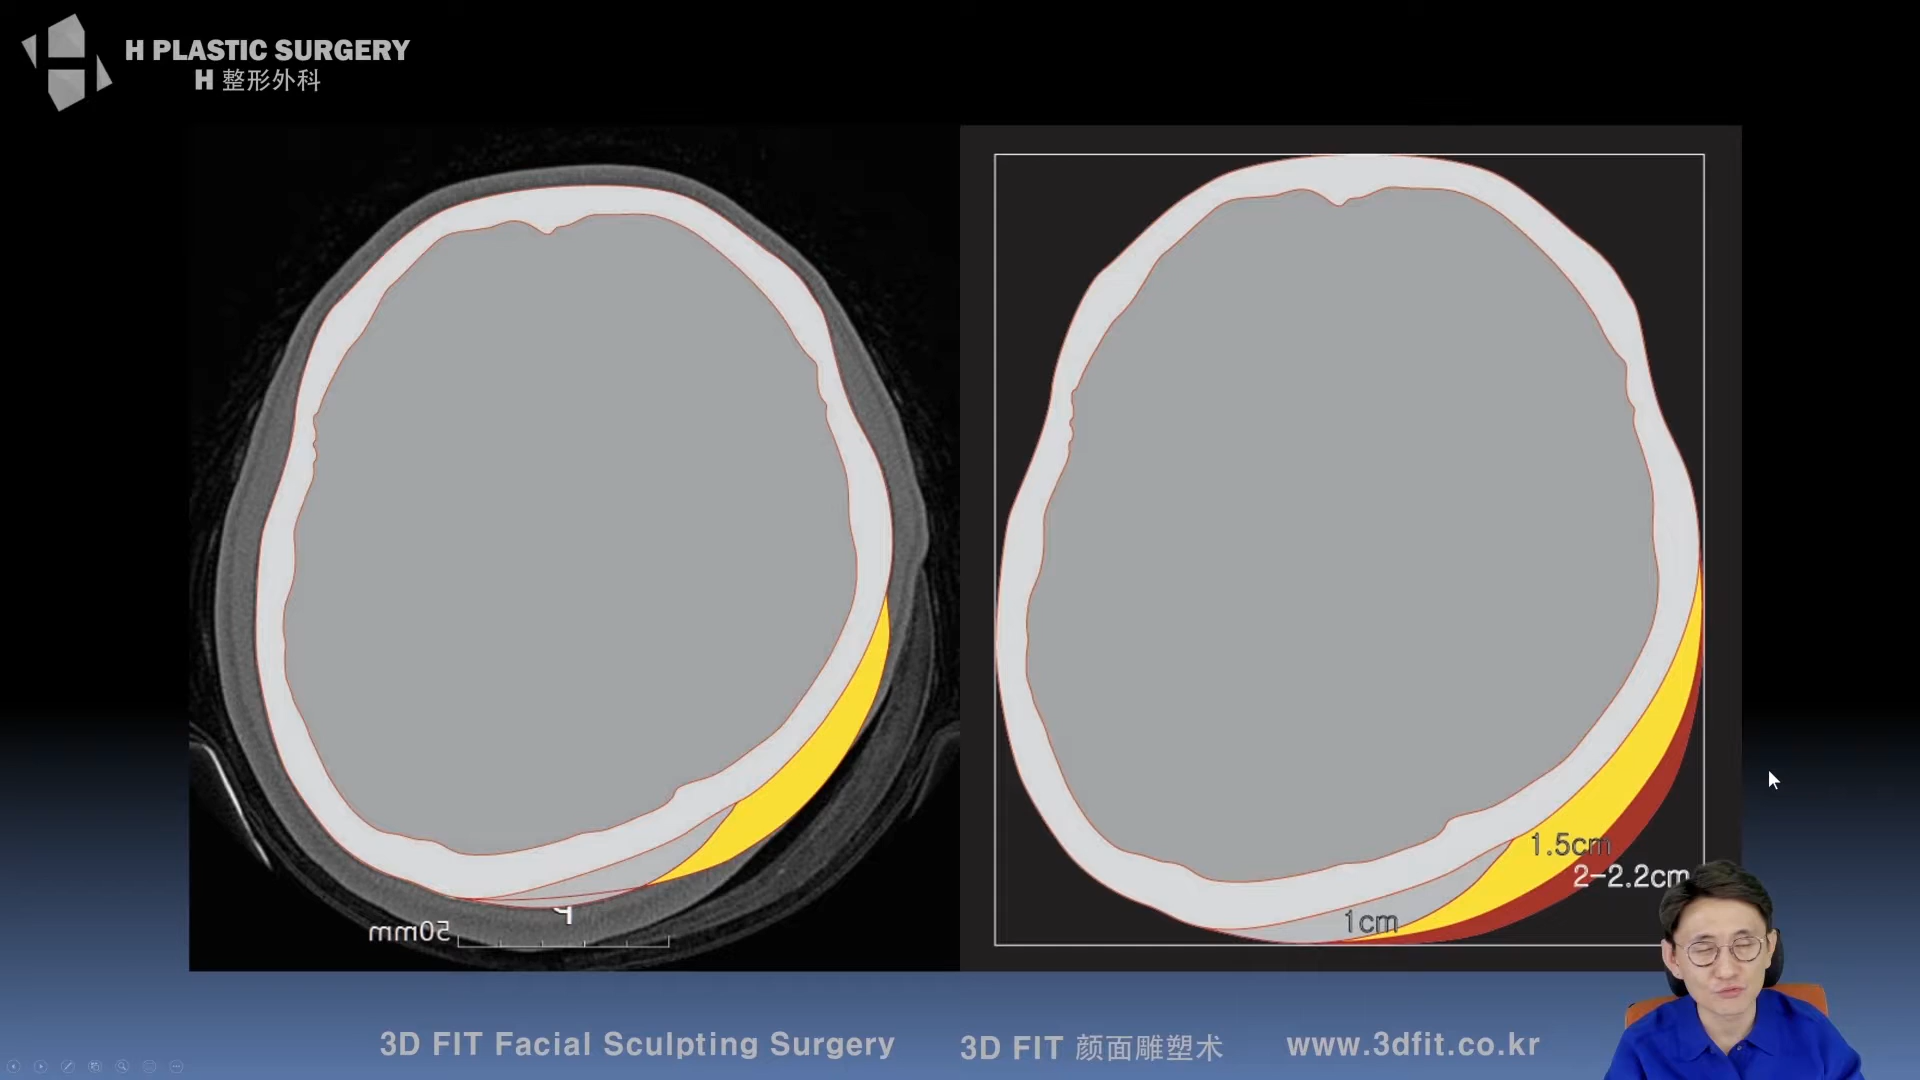 H PLASTIC SURGERY
H 整形外科
1.5cm
2-2.2cm
1cm
P
50mm
3D FIT Facial Sculpting Surgery
3D FIT 颜面雕塑术
www.3dfit.co.kr